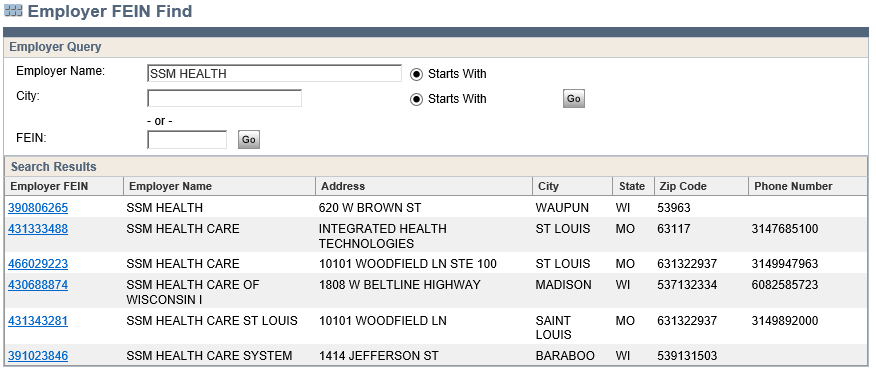 Employer FEIN Find
Employer Query
Employer Name: SSM HEALTH Starts With
City: Starts With Go
- or -
FEIN: Go
Search Results
Employer FEIN Employer Name Address City State Zip Code Phone Number
390806265 SSM HEALTH 620 W BROWN ST WAUPUN WI 53963
431333488 SSM HEALTH CARE INTEGRATED HEALTH ST LOUIS MO 63117 3147685100
TECHNOLOGIES
466029223 SSM HEALTH CARE 10101 WOODFIELD LN STE 100 ST LOUIS MO 631322937 3149947963
430688874 SSM HEALTH CARE OF 1808 W BELTLINE HIGHWAY MADISON WI 537132334 6082585723
WISCONSIN I
431343281 SSM HEALTH CARE ST LOUIS 10101 WOODFIELD LN SAINT MO 631322937 3149892000
LOUIS
391023846 SSM HEALTH CARE SYSTEM 1414 JEFFERSON ST BARABOO WI 539131503